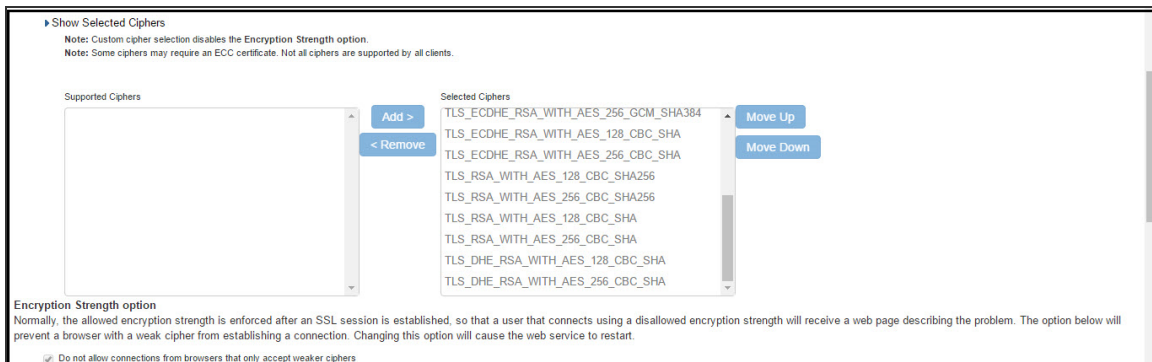 Show Selected Ciphers
Note: Custom cipher selection disables the Encryption Strength option.
Note: Some ciphers may require an ECC certificate. Not all ciphers are supported by all clients.
Supported Ciphers
Selected Ciphers
Add >
< Remove
TLS_ECDHE_RSA_WITH_AES_256_GCM_SHA384
TLS_ECDHE_RSA_WITH_AES_128_CBC_SHA
TLS_ECDHE_RSA_WITH_AES_256_CBC_SHA
TLS_RSA_WITH_AES_128_CBC_SHA256
TLS_RSA_WITH_AES_256_CBC_SHA256
TLS_RSA_WITH_AES_128_CBC_SHA
TLS_RSA_WITH_AES_256_CBC_SHA
TLS_DHE_RSA_WITH_AES_128_CBC_SHA
TLS_DHE_RSA_WITH_AES_256_CBC_SHA
Move Up
Move Down
Encryption Strength option
Normally, the allowed encryption strength is enforced after an SSL session is established, so that a user that connects using a disallowed encryption strength will receive a web page describing the problem. The option below will
prevent a browser with a weak cipher from establishing a connection. Changing this option will cause the web service to restart.
Do not allow connections from browsers that only accept weaker ciphers